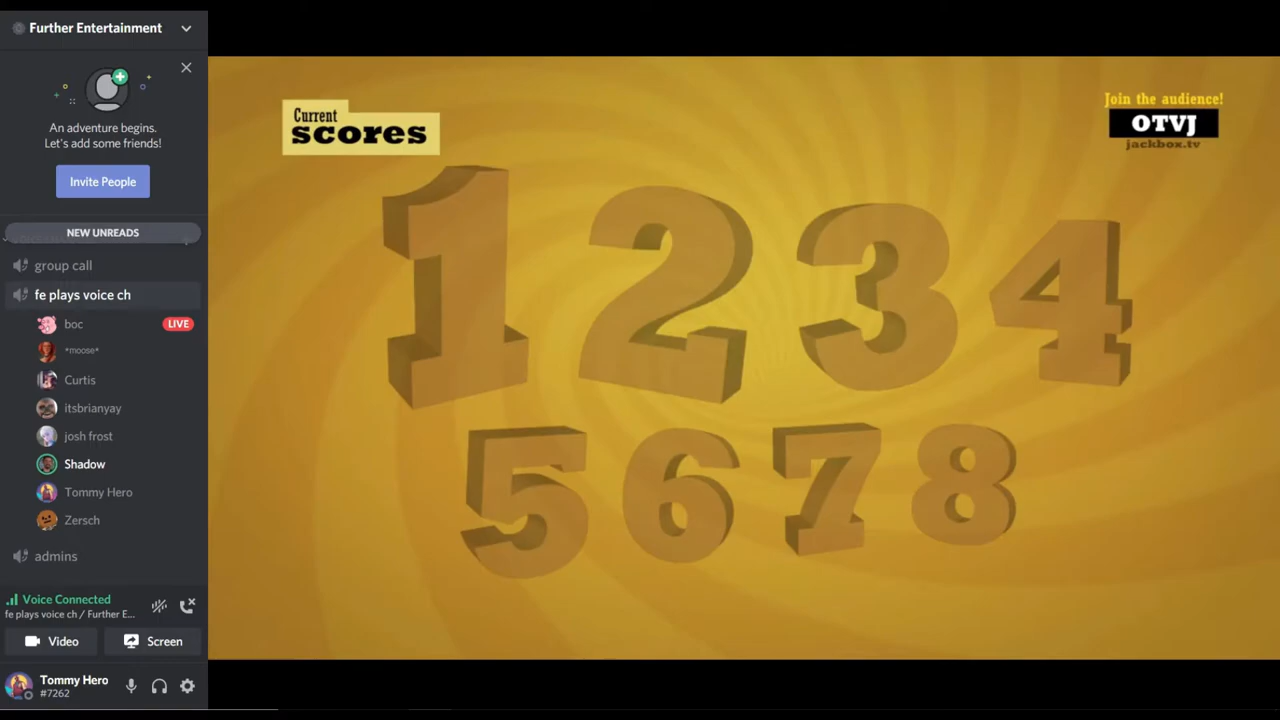 Further Entertainment
An adventure begins.
Let's add some friends!
Invite People
NEW UNREADS
group call
fe plays voice ch
boc
LIVE
*moose*
Curtis
itsbrianyay
josh frost
Shadow
Tommy Hero
Zersch
admins
Voice Connected
fe plays voice ch / Further E...
Video
Screen
Tommy Hero
#7262
Current
scores
Join the audience!
OTVJ
jackbox.tv
1 2 3 4
5 6 7 8